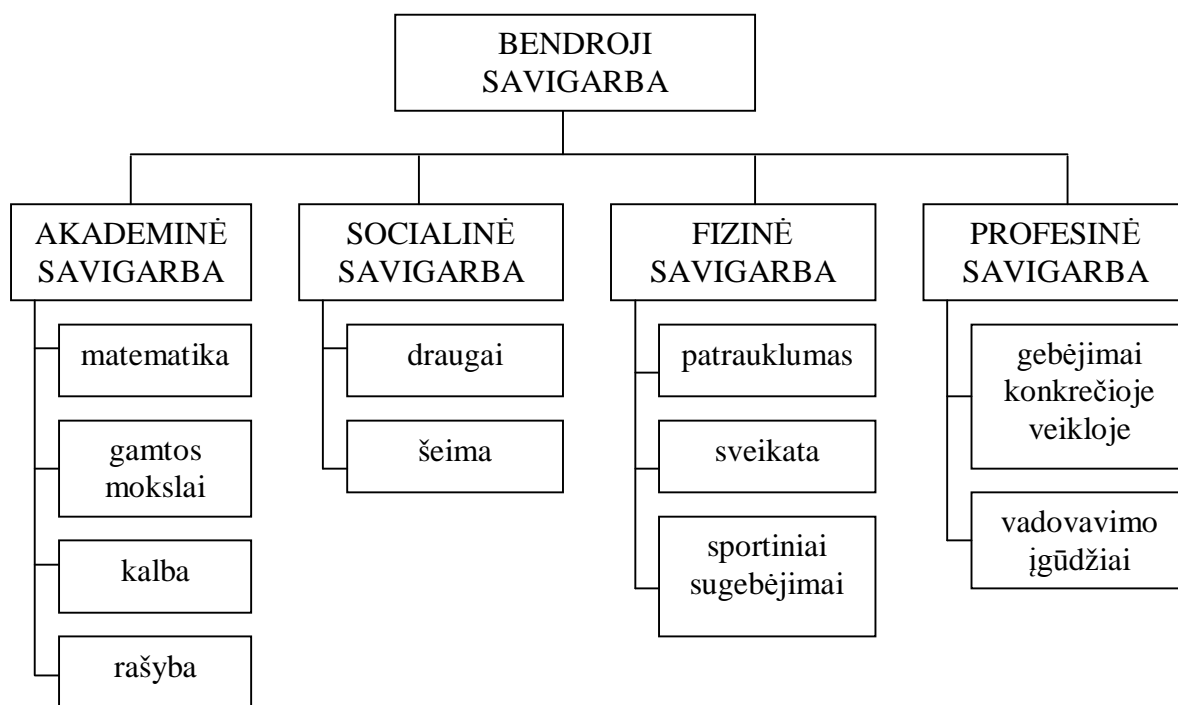 BENDROJI
SAVIGARBA
AKADEMINĖ
SAVIGARBA
matematika
gamtos
mokslai
kalba
rašyba
SOCIALINĖ
SAVIGARBA
draugai
šeima
FIZINĖ
SAVIGARBA
patrauklumas
sveikata
sportiniai
sugebėjimai
PROFESINĖ
SAVIGARBA
gebėjimai
konkrečioje
veikloje
vadovavimo
įgūdžiai